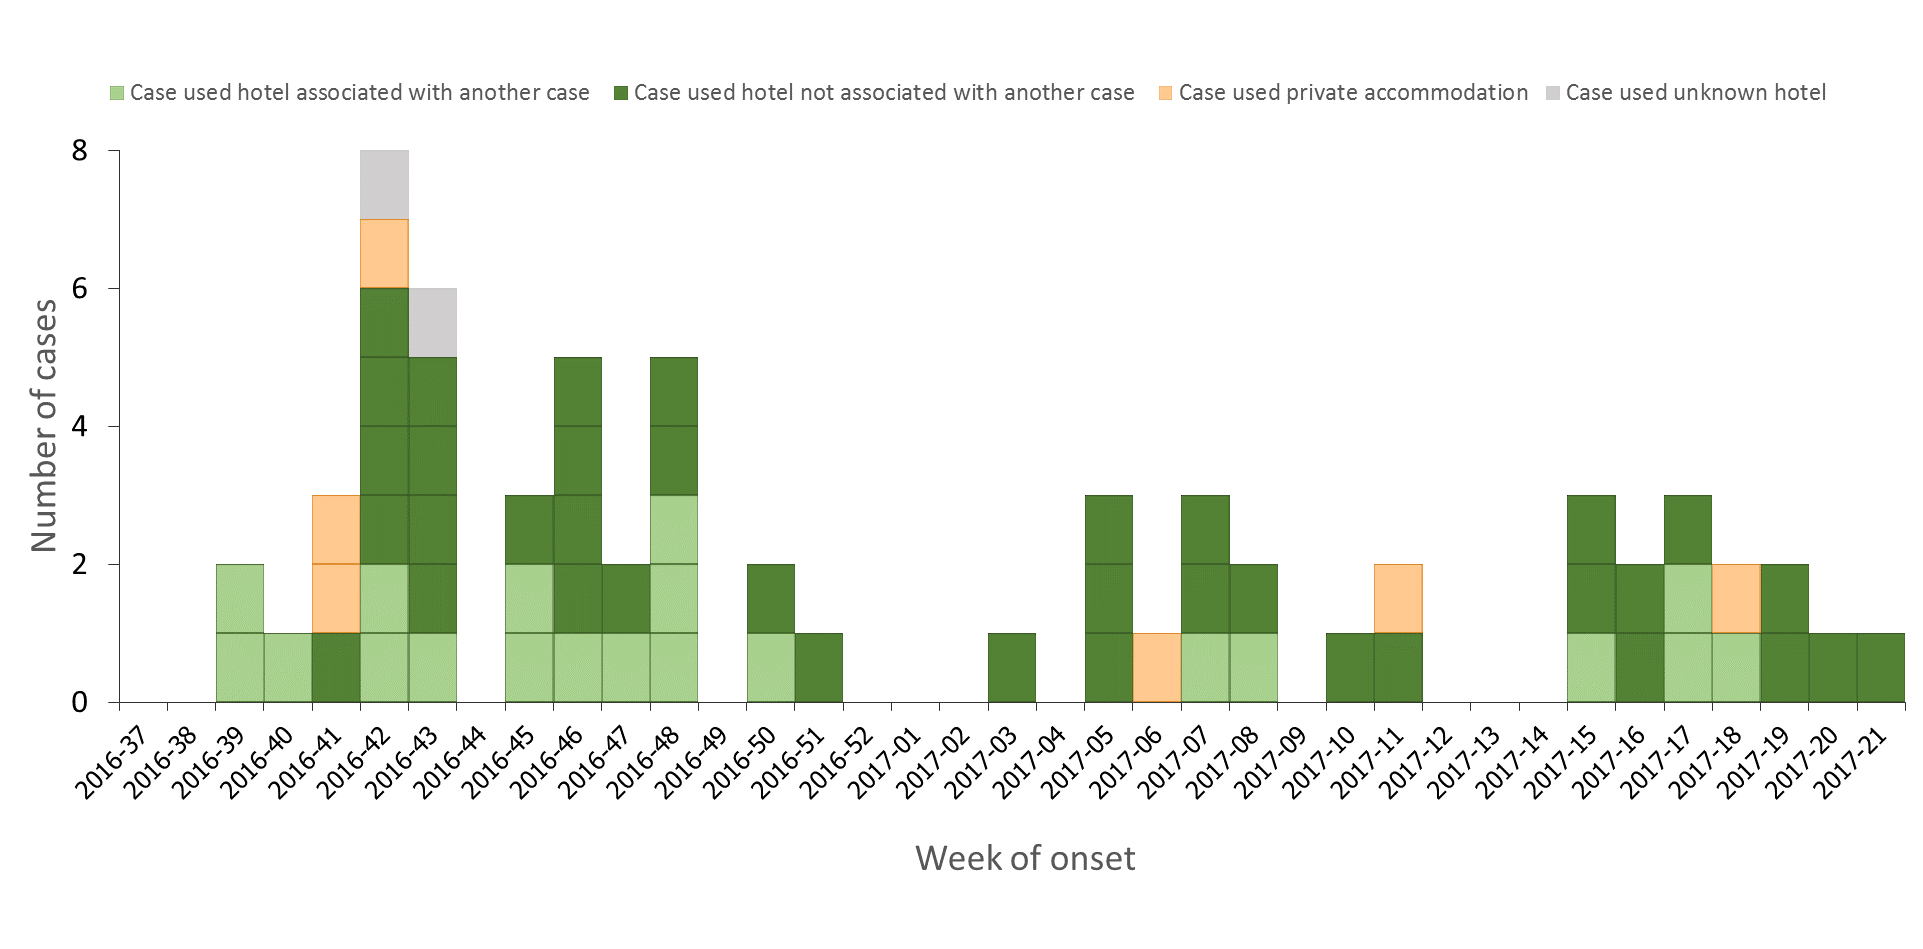 Case used hotel associated with another case Case used hotel not associated with another case Case used private accommodation Case used unknown hotel
8
6
4
2
0
Number of cases
2016-37 2016-38 2016-39 2016-40 2016-41 2016-42 2016-43 2016-44 2016-45 2016-46 2016-47 2016-48 2016-49 2016-50 2016-51 2016-52 2017-01 2017-02 2017-03 2017-04 2017-05 2017-06 2017-07 2017-08 2017-09 2017-10 2017-11 2017-12 2017-13 2017-14 2017-15 2017-16 2017-17 2017-18 2017-19 2017-20 2017-21
Week of onset